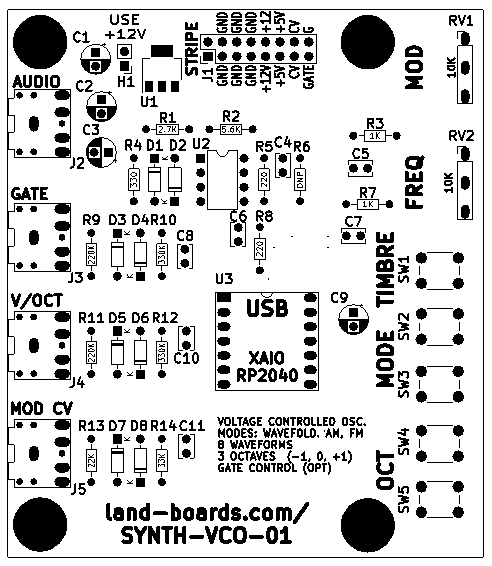 USE
+12V
C1
H1
U1
STRIPE
J1
GND GND GND +12 +5V CV G
GND GND GND +12V +5V CV GATE
RV1
10K
MOD
AUDIO
J2
C2
C3
R1
2.7K
R2
5.6K
R3
1K
RV2
10K
FREQ
R4 D1 D2 U2
330
K
R5 C4 R6
220
DNP
C5
R7
1K
GATE
J3
R9 D3 D4 R10
220K
K
K
330K
C8
C6
R8
220
C7
TIMBRE
SW1
V/OCT
J4
R11 D5 D6 R12
220K
K
K
330K
C10
U3
USB
XAIO
RP2040
C9
MODE
SW2
SW3
MOD CV
J5
R13 D7 D8 R14
22K
K
K
33K
C11
VOLTAGE CONTROLLED OSC.
MODES: WAVEFOLD. AM, FM
8 WAVEFORMS
3 OCTAVES (-1, 0, +1)
GATE CONTROL (OPT)
OCT
SW4
SW5
land-boards.com/
SYNTH-VCO-01